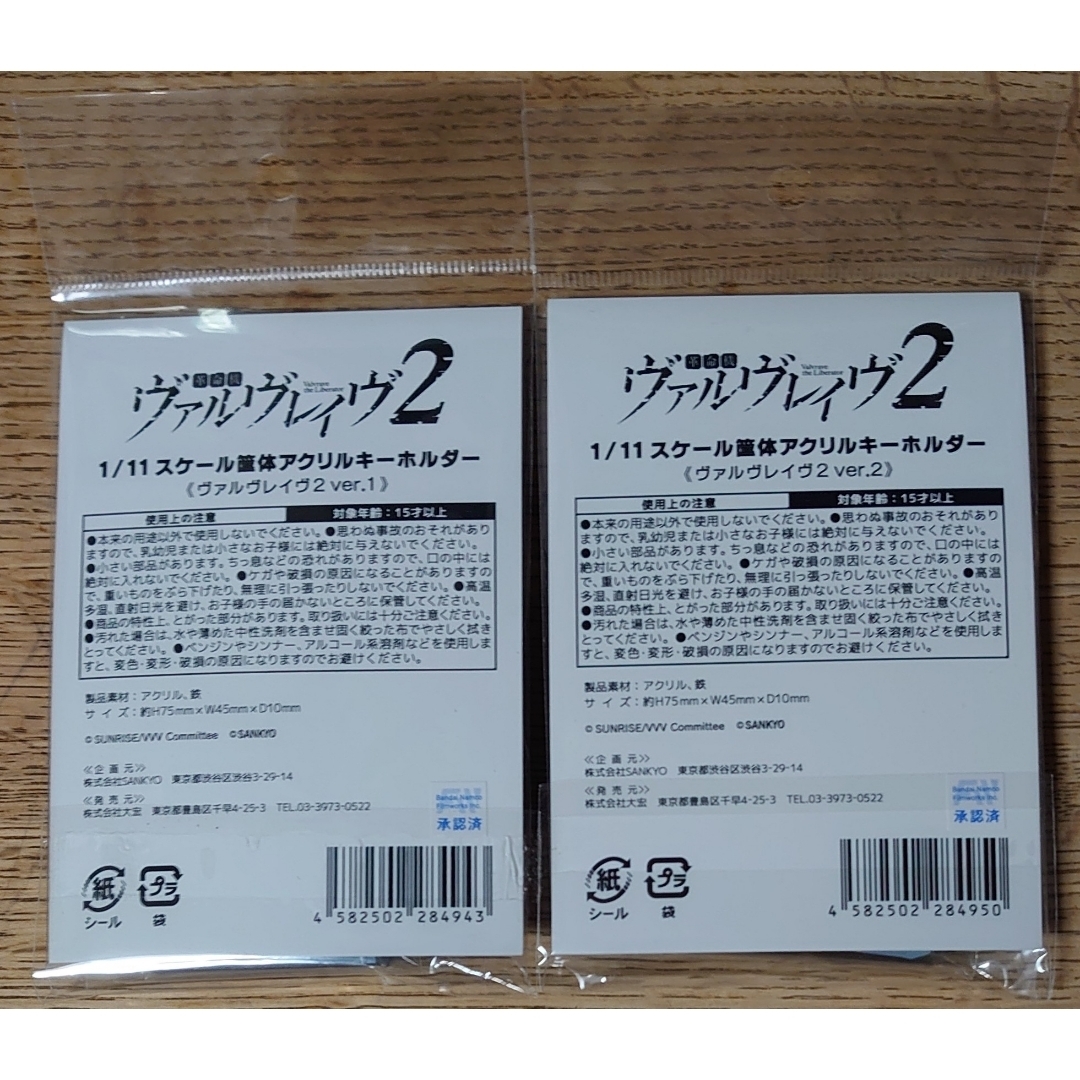 革命機
Valvrave
the Liberator
ヴァルヴレイヴ2
1/11スケール筐体アクリルキーホルダー
《ヴァルヴレイヴ2 ver.1》
使用上の注意
対象年齢：15才以上
●本来の用途以外で使用しないでください。●思わぬ事故のおそれがあり
ますので、乳幼児または小さなお子様には絶対に与えないでください。
●小さい部品があります。ちっ息などの恐れがありますので、口の中には
絶対に入れないでください。●ケガや破損の原因になることがありますの
で、重いものをぶら下げたり、無理に引っ張ったりしないでください。●高温
多湿、直射日光を避け、お子様の手の届かないところに保管してください。
●商品の特性上、とがった部分があります。取り扱いには十分ご注意ください。
●汚れた場合は、水や薄めた中性洗剤を含ませ固く絞った布でやさしく拭き
とってください。●ベンジンやシンナー、アルコール系溶剤などを使用しま
すと、変色・変形・破損の原因になりますのでお避けください。
製品素材：アクリル、鉄
サイズ：約H75mm×W45mm×D10mm
©SUNRISE/VVV Committee ©SANKYO
≪企画元≫
株式会社SANKYO 東京都渋谷区渋谷3-29-14
≪発売元≫
株式会社大宏 東京都豊島区千早4-25-3 TEL.03-3973-0522
Bandai Namco
Filmworks Inc.
承認済
紙
シール
プラ
袋
4 582502 284943
革命機
Valvrave
the Liberator
ヴァルヴレイヴ2
1/11スケール筐体アクリルキーホルダー
《ヴァルヴレイヴ2 ver.2》
使用上の注意
対象年齢：15才以上
●本来の用途以外で使用しないでください。●思わぬ事故のおそれがあり
ますので、乳幼児または小さなお子様には絶対に与えないでください。
●小さい部品があります。ちっ息などの恐れがありますので、口の中には
絶対に入れないでください。●ケガや破損の原因になることがありますの
で、重いものをぶら下げたり、無理に引っ張ったりしないでください。●高温
多湿、直射日光を避け、お子様の手の届かないところに保管してください。
●商品の特性上、とがった部分があります。取り扱いには十分ご注意ください。
●汚れた場合は、水や薄めた中性洗剤を含ませ固く絞った布でやさしく拭き
とってください。●ベンジンやシンナー、アルコール系溶剤などを使用しま
すと、変色・変形・破損の原因になりますのでお避けください。
製品素材：アクリル、鉄
サイズ：約H75mm×W45mm×D10mm
©SUNRISE/VVV Committee ©SANKYO
≪企画元≫
株式会社SANKYO 東京都渋谷区渋谷3-29-14
≪発売元≫
株式会社大宏 東京都豊島区千早4-25-3 TEL.03-3973-0522
Bandai Namco
Filmworks Inc.
承認済
紙
シール
プラ
袋
4 582502 284950